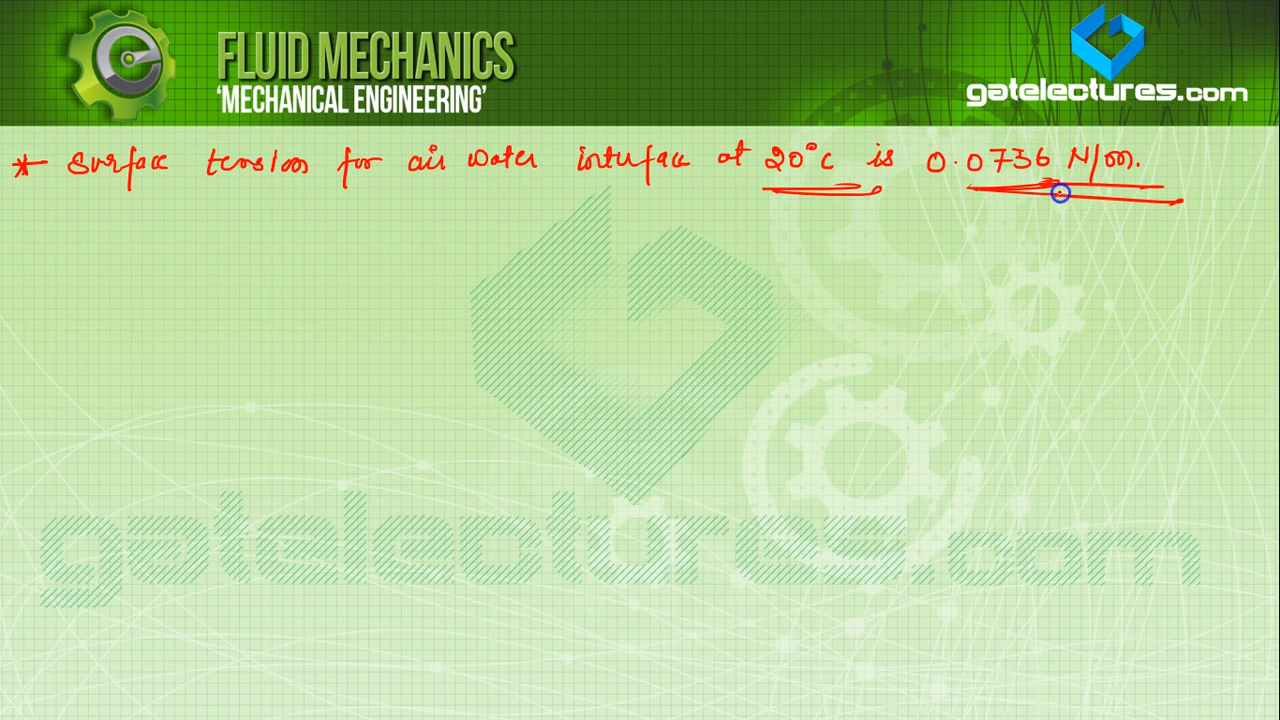 FLUID MECHANICS
'MECHANICAL ENGINEERING'
gatelectures.com
* Surface tension for air water interface at 20°C is 0.0736 N/m.
gatelectures.com